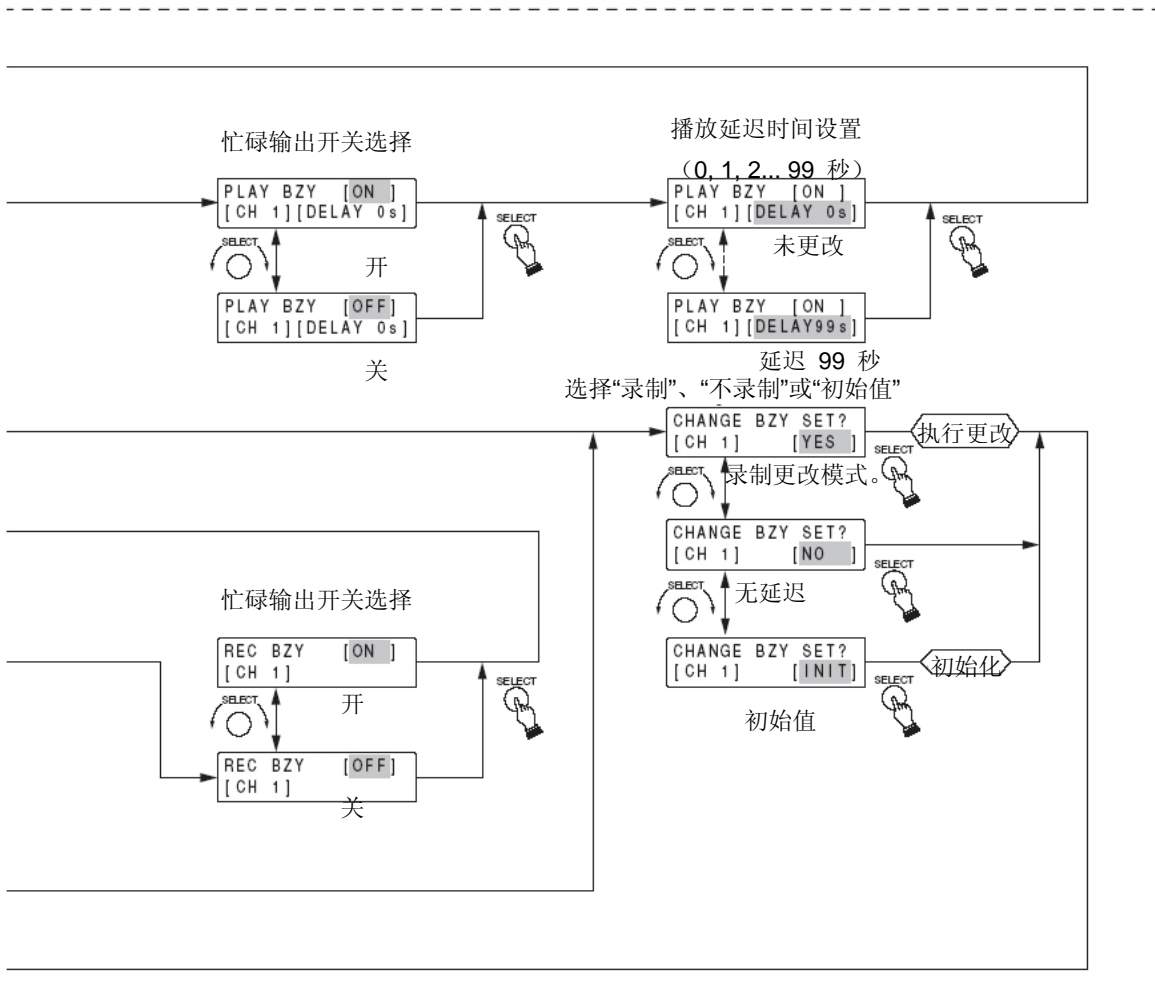 忙碌输出开关选择
PLAY BZY [ON ]
[CH 1][DELAY 0s]
SELECT
SELECT
开
PLAY BZY [OFF]
[CH 1][DELAY 0s]
关
播放延迟时间设置
（0, 1, 2... 99 秒）
PLAY BZY [ON ]
[CH 1][DELAY 0s]
SELECT
SELECT
未更改
PLAY BZY [ON ]
[CH 1][DELAY99s]
延迟 99 秒
选择“录制”、“不录制”或“初始值”
CHANGE BZY SET?
[CH 1] [YES ]
执行更改
SELECT
SELECT
录制更改模式。
CHANGE BZY SET?
[CH 1] [NO ]
SELECT
SELECT
无延迟
CHANGE BZY SET?
[CH 1] [INIT]
初始化
SELECT
初始值
忙碌输出开关选择
REC BZY [ON ]
[CH 1]
SELECT
SELECT
开
REC BZY [OFF]
[CH 1]
关